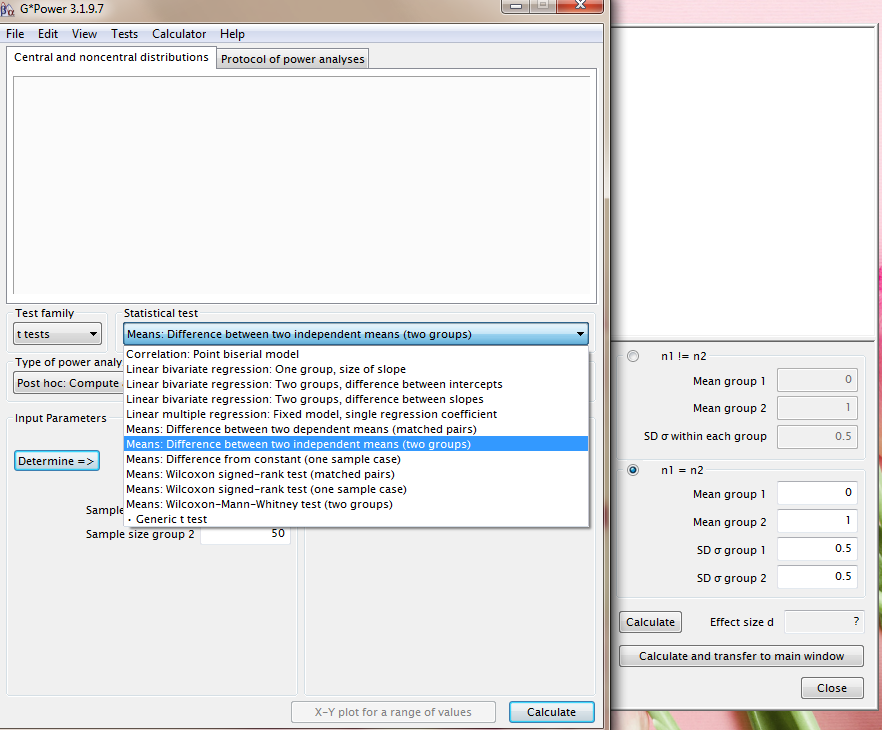 G*Power 3.1.9.7
File Edit View Tests Calculator Help
Central and noncentral distributions Protocol of power analyses
Test family Statistical test
t tests Means: Difference between two independent means (two groups)
Type of power analy
Post hoc: Compute
Correlation: Point biserial model
Linear bivariate regression: One group, size of slope
Linear bivariate regression: Two groups, difference between intercepts
Linear bivariate regression: Two groups, difference between slopes
Linear multiple regression: Fixed model, single regression coefficient
Means: Difference between two dependent means (matched pairs)
Means: Difference between two independent means (two groups)
Means: Difference from constant (one sample case)
Means: Wilcoxon signed-rank test (matched pairs)
Means: Wilcoxon signed-rank test (one sample case)
Means: Wilcoxon-Mann-Whitney test (two groups)
· Generic t test
Input Parameters
Determine =>
Sample
Sample size group 2 50
X-Y plot for a range of values Calculate
n1 != n2
Mean group 1 0
Mean group 2 1
SD σ within each group 0.5
n1 = n2
Mean group 1 0
Mean group 2 1
SD σ group 1 0.5
SD σ group 2 0.5
Calculate Effect size d ?
Calculate and transfer to main window
Close